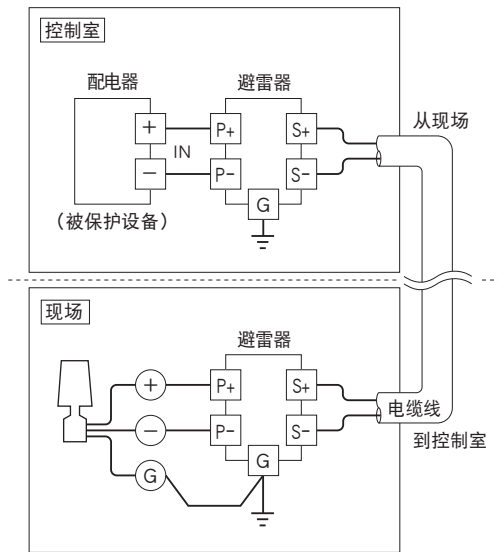 控制室
配电器
避雷器
+
P+
S+
从现场
IN
−
P−
S−
G
(被保护设备)
现场
避雷器
+
P+
S+
−
P−
S−
电缆线
G
G
到控制室